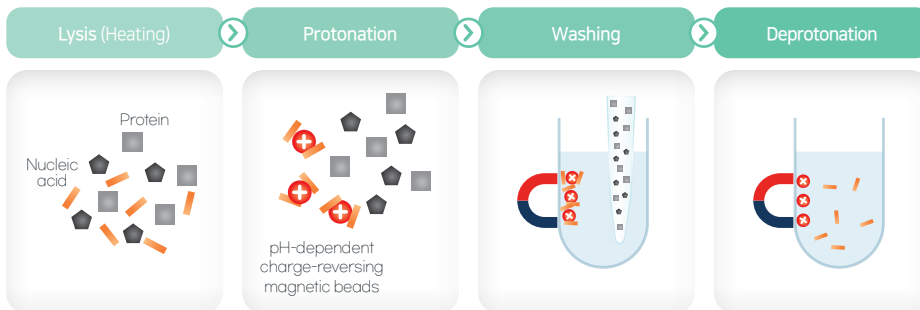 Lysis (Heating)
Protonation
Washing
Deprotonation
Protein
Nucleic
acid
pH-dependent
charge-reversing
magnetic beads